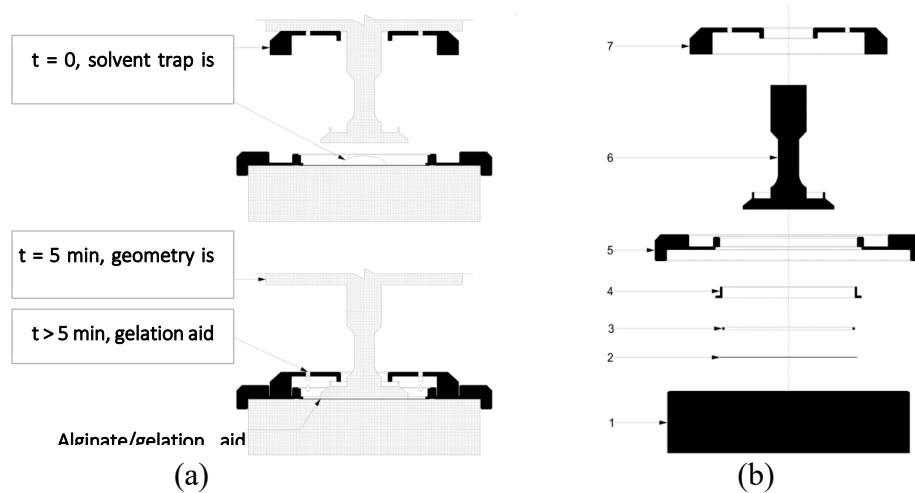 t = 0, solvent trap is
t = 5 min, geometry is
t > 5 min, gelation aid
Alginate/gelation aid
(a)
7
6
5
4
3
2
1
(b)